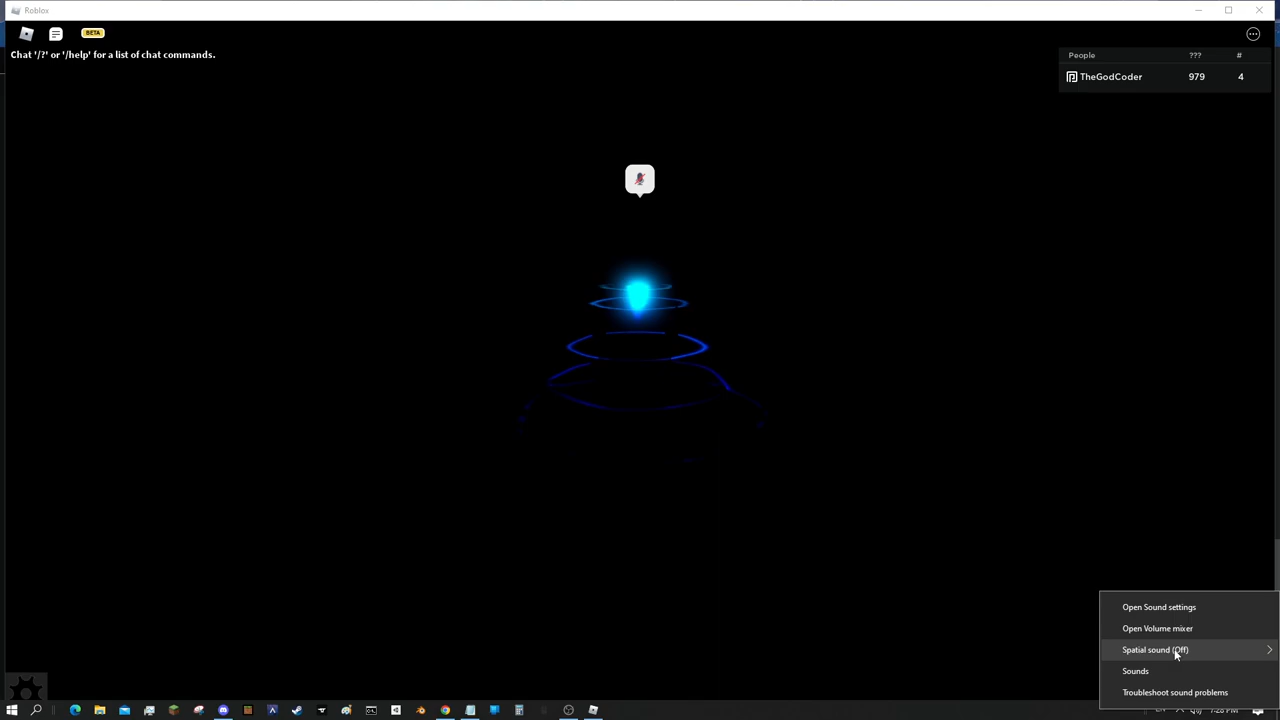 Roblox
BETA
Chat '/?' or '/help' for a list of chat commands.
People ??? #
TheGodCoder 979 4
Open Sound settings
Open Volume mixer
Spatial sound (Off)
Sounds
Troubleshoot sound problems